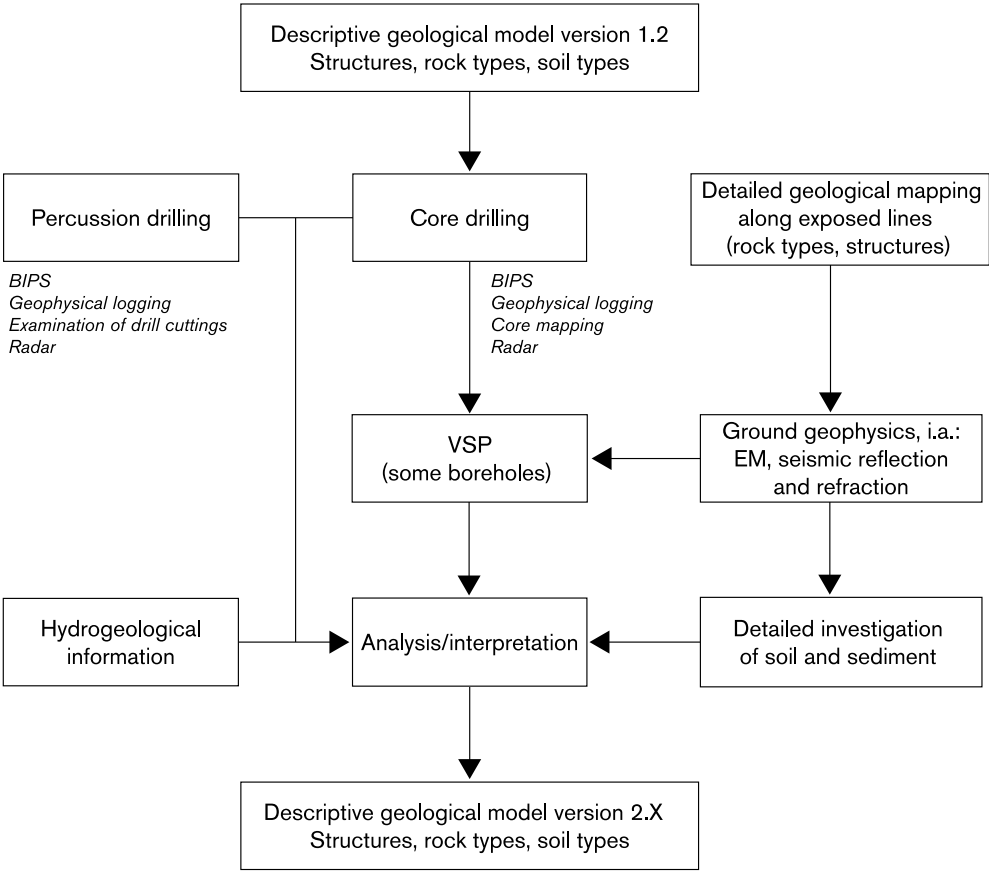 Descriptive geological model version 1.2
Structures, rock types, soil types
Percussion drilling
Core drilling
Detailed geological mapping
along exposed lines
(rock types, structures)
BIPS
Geophysical logging
Examination of drill cuttings
Radar
BIPS
Geophysical logging
Core mapping
Radar
VSP
(some boreholes)
Ground geophysics, i.a.:
EM, seismic reflection
and refraction
Hydrogeological
information
Analysis/interpretation
Detailed investigation
of soil and sediment
Descriptive geological model version 2.X
Structures, rock types, soil types